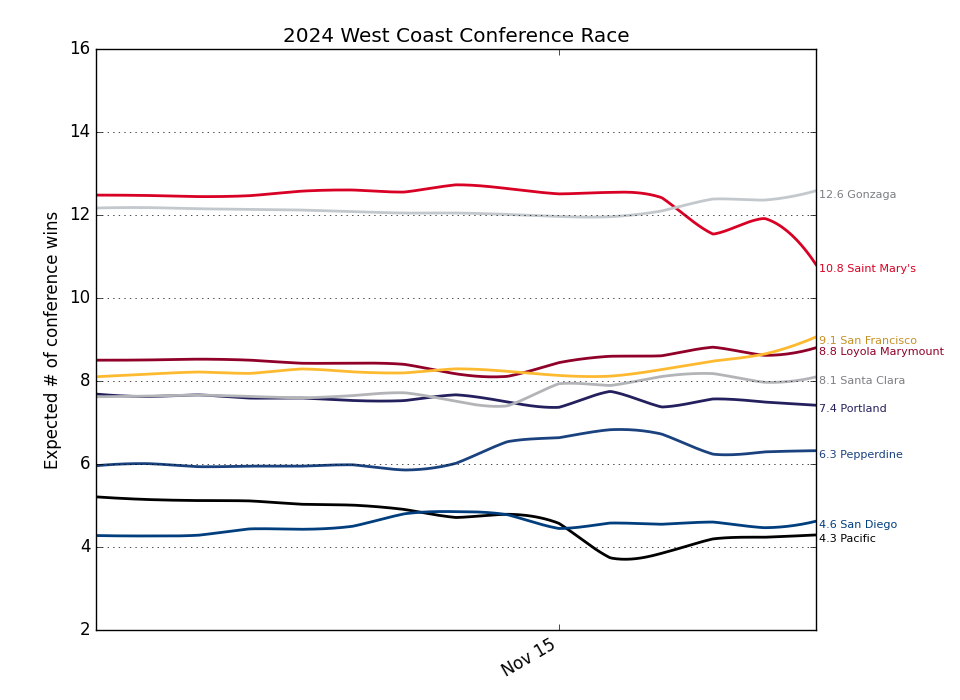 2024 West Coast Conference Race
Expected # of conference wins
16
14
12
10
8
6
4
2
12.6 Gonzaga
10.8 Saint Mary's
9.1 San Francisco
8.8 Loyola Marymount
8.1 Santa Clara
7.4 Portland
6.3 Pepperdine
4.6 San Diego
4.3 Pacific
Nov 15